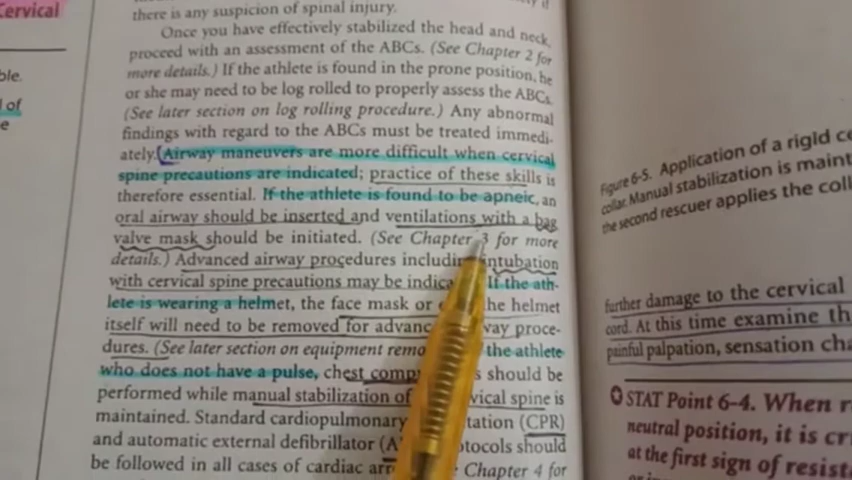 Cervical
ble.
of
e
there is any suspicion of spinal injury.
Once you have effectively stabilized the head and neck,
proceed with an assessment of the ABCs. (See Chapter 2 for
more details.) If the athlete is found in the prone position, he
or she may need to be log rolled to properly assess the ABCs.
(See later section on log rolling procedure.) Any abnormal
findings with regard to the ABCs must be treated immedi-
ately. Airway maneuvers are more difficult when cervical
spine precautions are indicated; practice of these skills is
therefore essential. If the athlete is found to be apneic, an
oral airway should be inserted and ventilations with a bag
valve mask should be initiated. (See Chapter 3 for more
details.) Advanced airway procedures including intubation
with cervical spine precautions may be indica If the ath-
lete is wearing a helmet, the face mask or the helmet
itself will need to be removed for advanc way proce-
dures. (See later section on equipment remo the athlete
who does not have a pulse, chest comp s should be
performed while manual stabilization of vical spine is
maintained. Standard cardiopulmonary tation (CPR)
and automatic external defibrillator (A tocols should
be followed in all cases of cardiac arr Chapter 4 for
Figure 6-5. Application of a rigid ce
collar. Manual stabilization is maint
the second rescuer applies the coll
further damage to the cervical
cord. At this time examine th
painful palpation, sensation cha
STAT Point 6-4. When r
neutral position, it is cr
at the first sign of resist